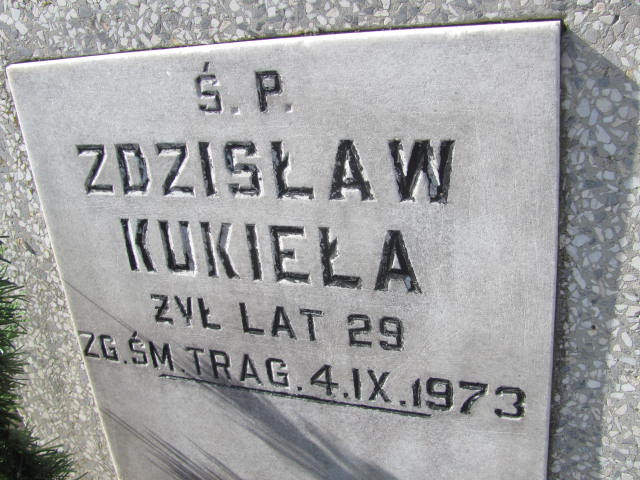 Ś. P.
ZDZISŁAW
KUKIEŁA
ŻYŁ LAT 29
ZG. ŚM. TRAG. 4. IX. 1973